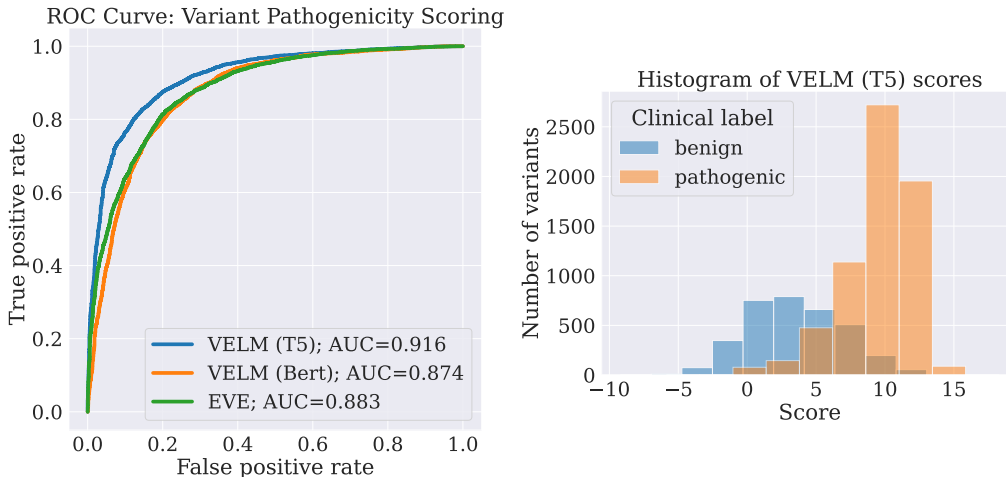 ROC Curve: Variant Pathogenicity Scoring
True positive rate
1.0
0.8
0.6
0.4
0.2
0.0
VELM (T5); AUC=0.916
VELM (Bert); AUC=0.874
EVE; AUC=0.883
0.0 0.2 0.4 0.6 0.8 1.0
False positive rate
Histogram of VELM (T5) scores
Number of variants
2500
2000
1500
1000
500
0
Clinical label
benign
pathogenic
−10 −5 0 5 10 15
Score